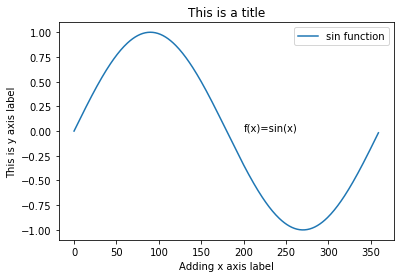 This is a title
1.00
0.75
0.50
0.25
0.00
−0.25
−0.50
−0.75
−1.00
This is y axis label
sin function
f(x)=sin(x)
0 50 100 150 200 250 300 350
Adding x axis label